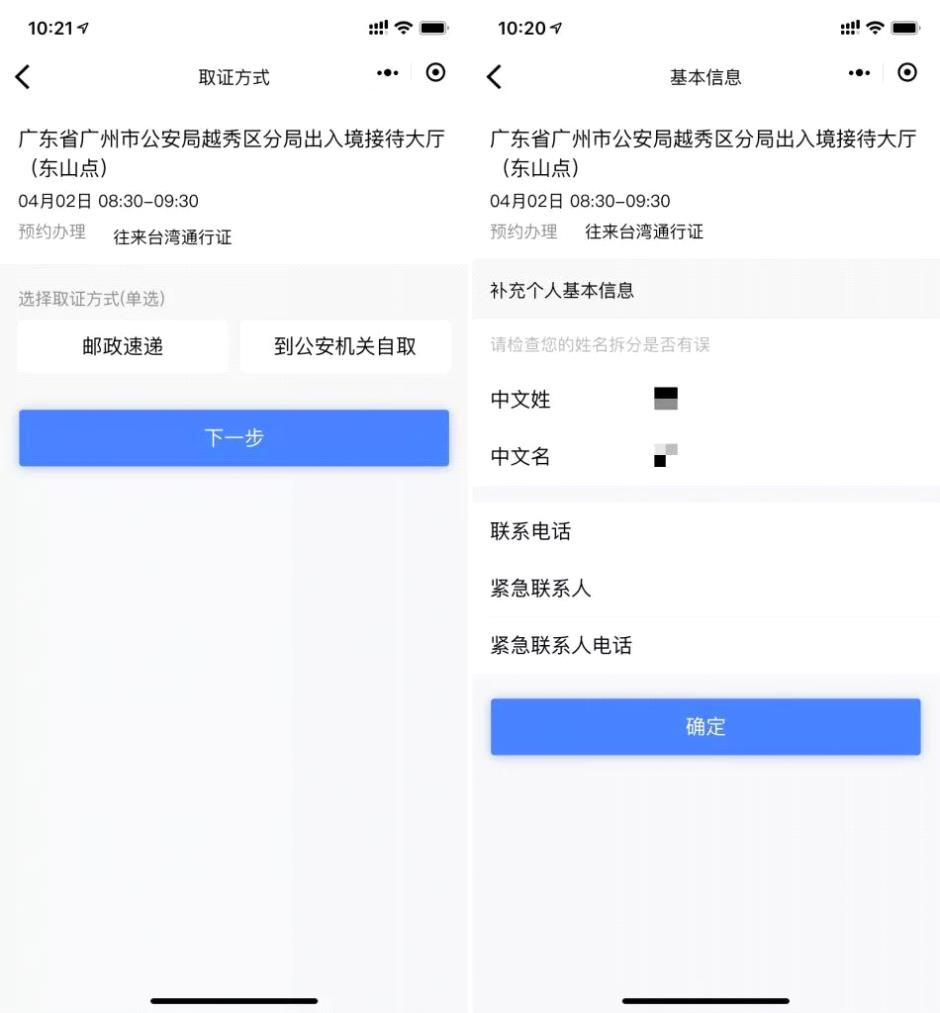 10:21
取证方式
广东省广州市公安局越秀区分局出入境接待大厅
（东山点）
04月02日 08:30-09:30
预约办理 往来台湾通行证
选择取证方式(单选)
邮政速递 到公安机关自取
下一步
10:20
基本信息
广东省广州市公安局越秀区分局出入境接待大厅
（东山点）
04月02日 08:30-09:30
预约办理 往来台湾通行证
补充个人基本信息
请检查您的姓名拆分是否有误
中文姓
中文名
联系电话
紧急联系人
紧急联系人电话
确定